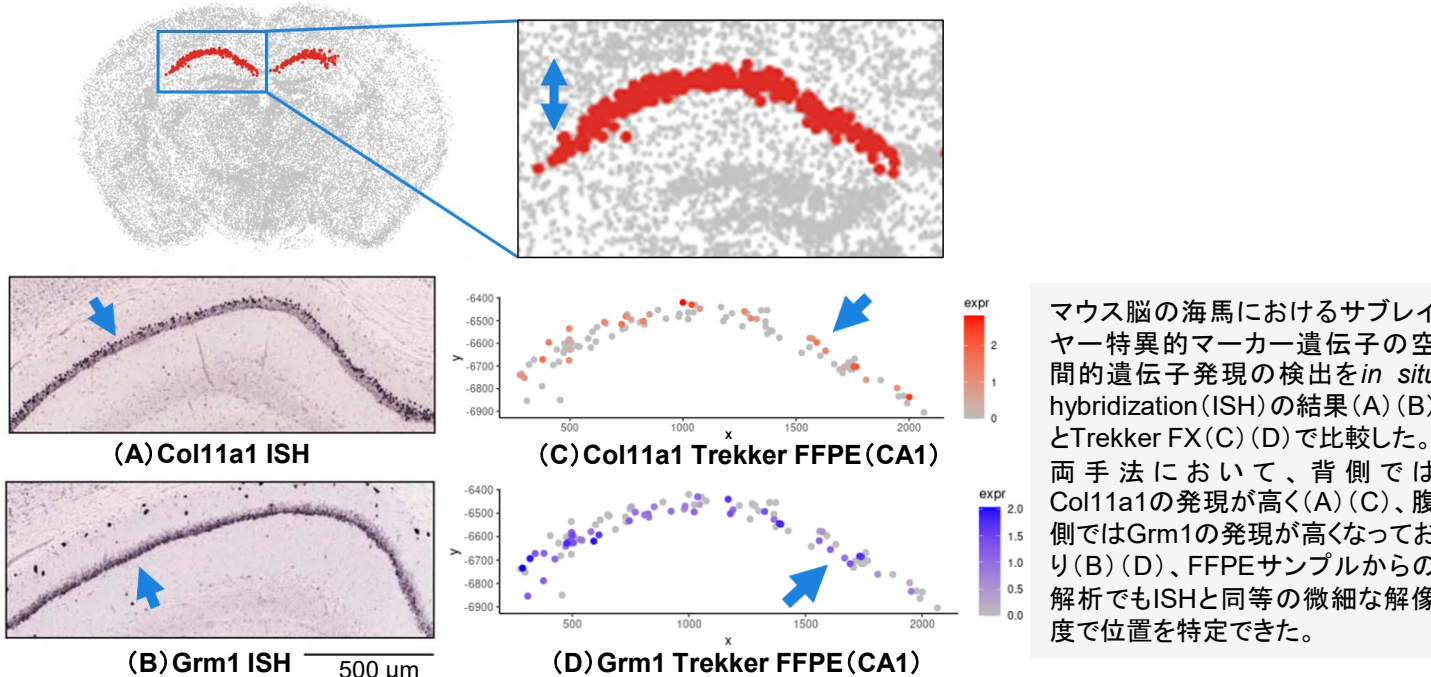 -6400
-6500
-6600
-6700
-6800
-6900
y
500
1000
1500
2000
x
expr
2
1
0
(A)Col11a1 ISH
(C)Col11a1 Trekker FFPE(CA1)
-6400
-6500
-6600
-6700
-6800
-6900
y
500
1000
1500
2000
x
expr
2.0
1.5
1.0
0.5
0.0
(B)Grm1 ISH
500 μm
(D)Grm1 Trekker FFPE(CA1)
マウス脳の海馬におけるサブレイ
ヤー特異的マーカー遺伝子の空
間的遺伝子発現の検出をin situ
hybridization(ISH)の結果(A)(B)
とTrekker FX(C)(D)で比較した。
両手法において、背側では
Col11a1の発現が高く(A)(C)、腹
側ではGrm1の発現が高くなってお
り(B)(D)、FFPEサンプルからの
解析でもISHと同等の微細な解像
度で位置を特定できた。